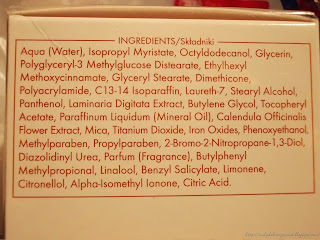 INGREDIENTS/Składniki
Aqua (Water), Isopropyl Myristate, Octyldodecanol, Glycerin,
Polyglyceryl-3 Methylglucose Distearate, Ethylhexyl
Methoxycinnamate, Glyceryl Stearate, Dimethicone,
Polyacrylamide, C13-14 Isoparaffin, Laureth-7, Stearyl Alcohol,
Panthenol, Laminaria Digitata Extract, Butylene Glycol, Tocopheryl
Acetate, Paraffinum Liquidum (Mineral Oil), Calendula Officinalis
Flower Extract, Mica, Titanium Dioxide, Iron Oxides, Phenoxyethanol,
Methylparaben, Propylparaben, 2-Bromo-2-Nitropropane-1,3-Diol,
Diazolidinyl Urea, Parfum (Fragrance), Butylphenyl
Methylpropional, Linalool, Benzyl Salicylate, Limonene,
Citronellol, Alpha-Isomethyl Ionone, Citric Acid.